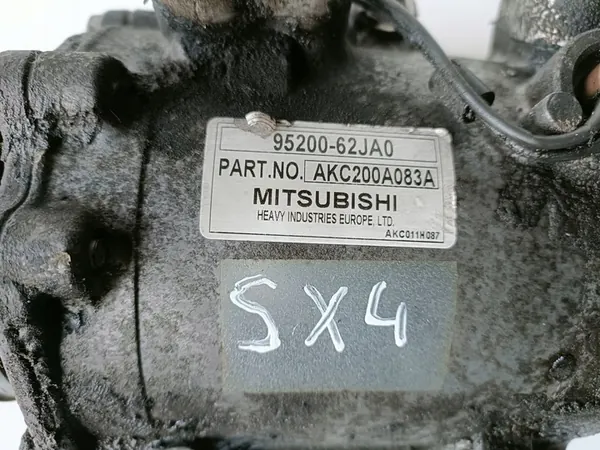 95200-62JA0
PART.NO. AKC200A083A
MITSUBISHI
HEAVY INDUSTRIES EUROPE, LTD.
AKC011H087
SX4